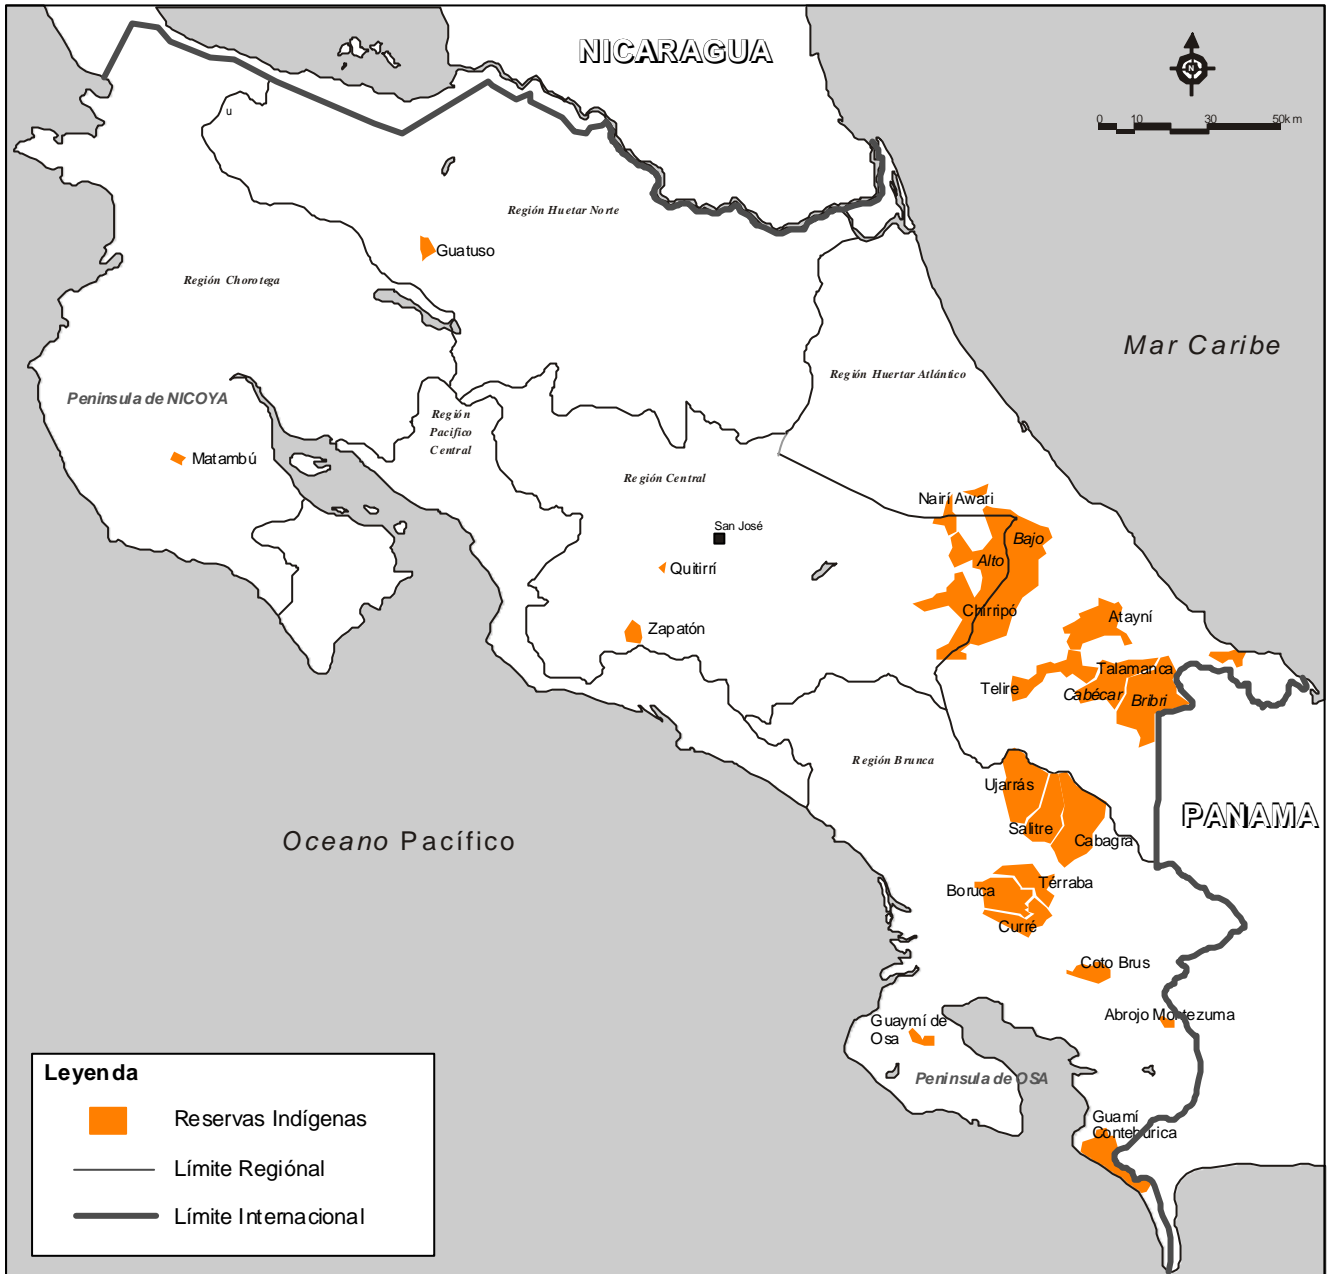 NICARAGUA
N
0 10 30 50km
u
Región Huetar Norte
Guatuso
Región Chorotega
Mar Caribe
Región Huertar Atlántico
Peninsula de NICOYA
Región
Pacifico
Central
Matambú
Región Central
Nairí Awari
San José
Bajo
Alto
Quitirrí
Chirripó
Atayní
Zapatón
Talamanca
Telire
Cabécar
Bribri
Región Brunca
Ujarrás
PANAMA
Salitre
Cabagra
Oceano Pacífico
Térraba
Boruca
Curré
Coto Brus
Abrojo Montezuma
Guaymí de
Osa
Peninsula de OSA
Guamí
Conteburica
Leyenda
Reservas Indígenas
Límite Regiónal
Límite Internacional